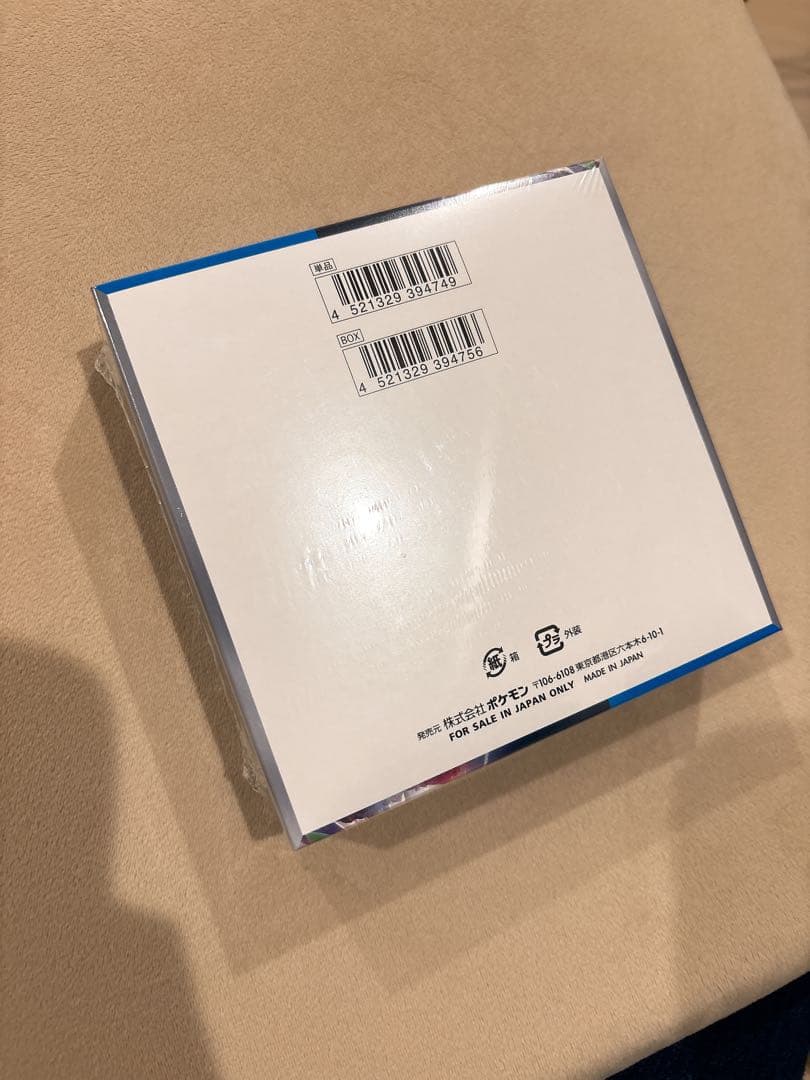 単品
4 521329 394749
BOX
4 521329 394756
紙 箱 プラ 外装
発売元 株式会社 ポケモン 〒106-6108 東京都港区六本木6-10-1
FOR SALE IN JAPAN ONLY MADE IN JAPAN